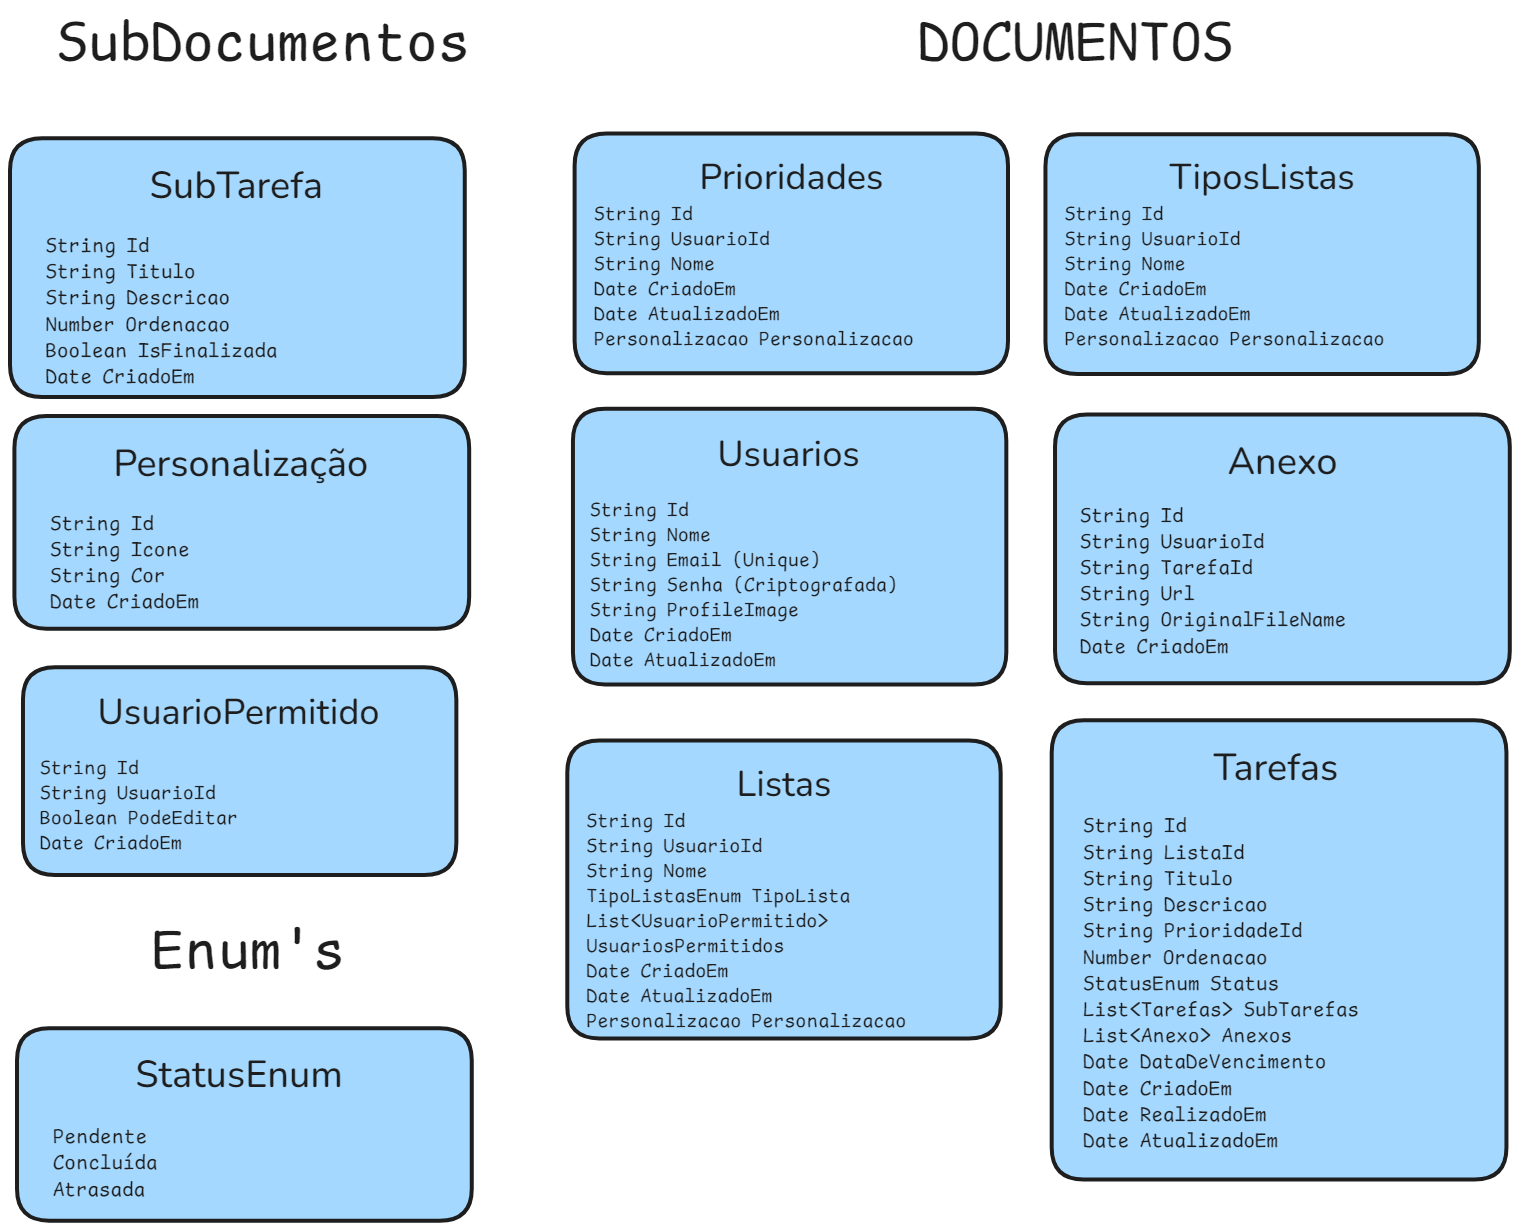 SubDocumentos
SubTarefa
String Id
String Titulo
String Descricao
Number Ordenacao
Boolean IsFinalizada
Date CriadoEm
Personalização
String Id
String Icone
String Cor
Date CriadoEm
UsuarioPermitido
String Id
String UsuarioId
Boolean PodeEditar
Date CriadoEm
Enum's
StatusEnum
Pendente
Concluída
Atrasada
DOCUMENTOS
Prioridades
String Id
String UsuarioId
String Nome
Date CriadoEm
Date AtualizadoEm
Personalizacao Personalizacao
TiposListas
String Id
String UsuarioId
String Nome
Date CriadoEm
Date AtualizadoEm
Personalizacao Personalizacao
Usuarios
String Id
String Nome
String Email (Unique)
String Senha (Criptografada)
String ProfileImage
Date CriadoEm
Date AtualizadoEm
Anexo
String Id
String UsuarioId
String TarefaId
String Url
String OriginalFileName
Date CriadoEm
Listas
String Id
String UsuarioId
String Nome
TipoListasEnum TipoLista
List<UsuarioPermitido>
UsuariosPermitidos
Date CriadoEm
Date AtualizadoEm
Personalizacao Personalizacao
Tarefas
String Id
String ListaId
String Titulo
String Descricao
String PrioridadeId
Number Ordenacao
StatusEnum Status
List<Tarefas> SubTarefas
List<Anexo> Anexos
Date DataDeVencimento
Date CriadoEm
Date RealizadoEm
Date AtualizadoEm